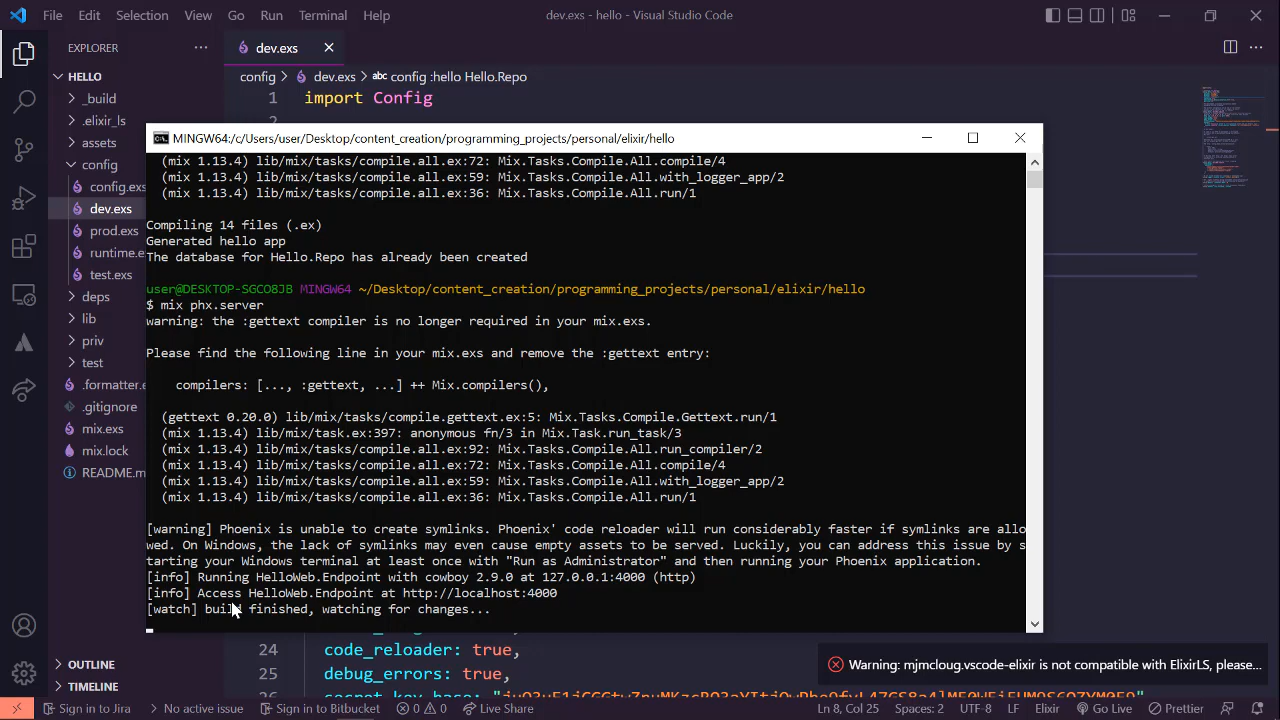 File Edit Selection View Go Run Terminal Help dev.exs - hello - Visual Studio Code
EXPLORER
dev.exs
HELLO
config > dev.exs > config :hello Hello.Repo
_build
1 import Config
.elixir_ls
2
assets
MINGW64:/c/Users/user/Desktop/content_creation/programming_projects/personal/elixir/hello
config
config.exs
dev.exs
prod.exs
runtime.e
test.exs
deps
lib
priv
test
.formatter.
.gitignore
mix.exs
mix.lock
README.m
(mix 1.13.4) lib/mix/tasks/compile.all.ex:72: Mix.Tasks.Compile.All.compile/4
(mix 1.13.4) lib/mix/tasks/compile.all.ex:59: Mix.Tasks.Compile.All.with_logger_app/2
(mix 1.13.4) lib/mix/tasks/compile.all.ex:36: Mix.Tasks.Compile.All.run/1
Compiling 14 files (.ex)
Generated hello app
The database for Hello.Repo has already been created
user@DESKTOP-SGCO8JB MINGW64 ~/Desktop/content_creation/programming_projects/personal/elixir/hello
$ mix phx.server
warning: the :gettext compiler is no longer required in your mix.exs.
Please find the following line in your mix.exs and remove the :gettext entry:
compilers: [..., :gettext, ...] ++ Mix.compilers(),
(gettext 0.20.0) lib/mix/tasks/compile.gettext.ex:5: Mix.Tasks.Compile.Gettext.run/1
(mix 1.13.4) lib/mix/task.ex:397: anonymous fn/3 in Mix.Task.run_task/3
(mix 1.13.4) lib/mix/tasks/compile.all.ex:92: Mix.Tasks.Compile.All.run_compiler/2
(mix 1.13.4) lib/mix/tasks/compile.all.ex:72: Mix.Tasks.Compile.All.compile/4
(mix 1.13.4) lib/mix/tasks/compile.all.ex:59: Mix.Tasks.Compile.All.with_logger_app/2
(mix 1.13.4) lib/mix/tasks/compile.all.ex:36: Mix.Tasks.Compile.All.run/1
[warning] Phoenix is unable to create symlinks. Phoenix' code reloader will run considerably faster if symlinks are allo
wed. On Windows, the lack of symlinks may even cause empty assets to be served. Luckily, you can address this issue by s
tarting your Windows terminal at least once with "Run as Administrator" and then running your Phoenix application.
[info] Running HelloWeb.Endpoint with cowboy 2.9.0 at 127.0.0.1:4000 (http)
[info] Access HelloWeb.Endpoint at http://localhost:4000
[watch] build finished, watching for changes...
24 code_reloader: true,
25 debug_errors: true,
OUTLINE
TIMELINE
Warning: mjmcloug.vscode-elixir is not compatible with ElixirLS, please...
Sign in to Jira No active issue Sign in to Bitbucket 0 0 Live Share Ln 8, Col 25 Spaces: 2 UTF-8 LF Elixir Go Live Prettier